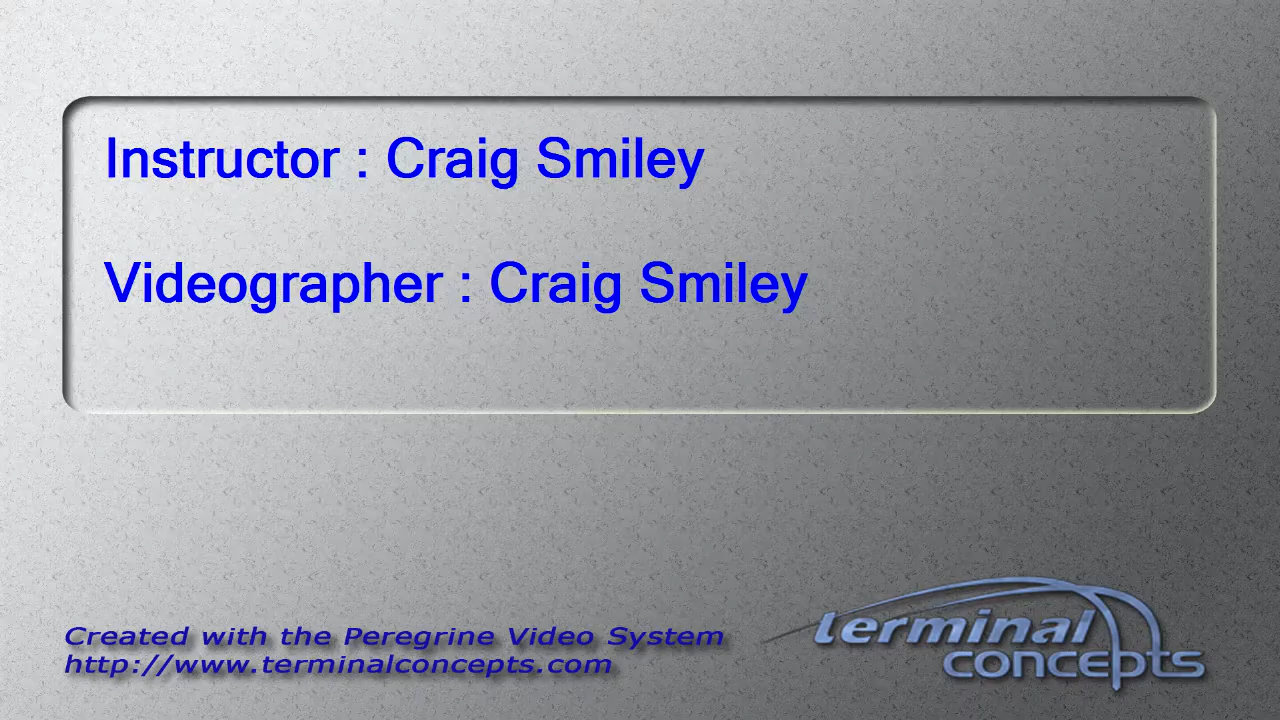 Instructor : Craig Smiley
Videographer : Craig Smiley
Created with the Peregrine Video System
http://www.terminalconcepts.com
terminal
concepts